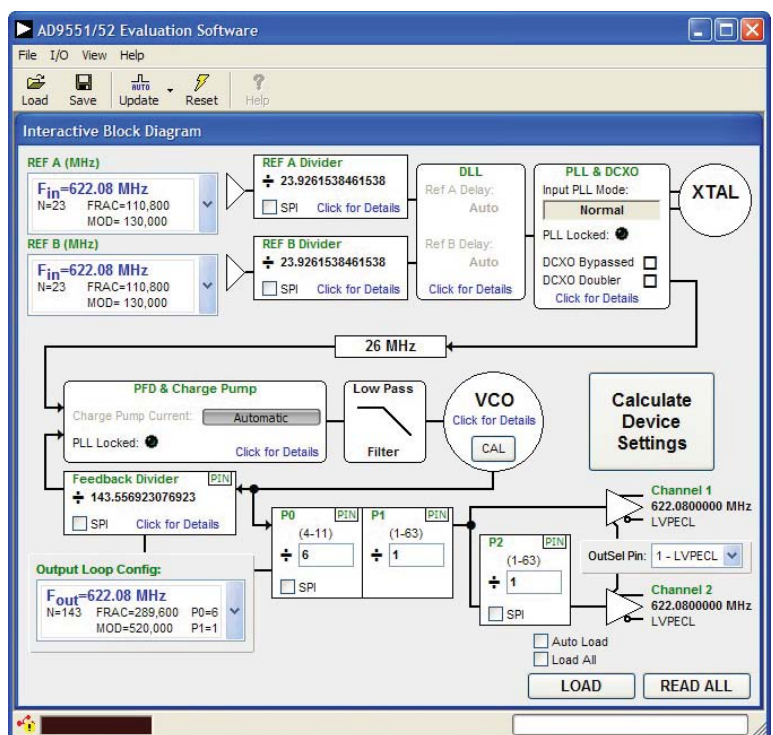 AD9551/52 Evaluation Software
File I/O View Help
Load Save AUTO Update Reset ? Help
Interactive Block Diagram
REF A (MHz)
Fin=622.08 MHz
N=23 FRAC=110,800
MOD= 130,000
REF B (MHz)
Fin=622.08 MHz
N=23 FRAC=110,800
MOD= 130,000
REF A Divider
÷ 23.9261538461538
SPI Click for Details
REF B Divider
÷ 23.9261538461538
SPI Click for Details
DLL
Ref A Delay:
Auto
Ref B Delay:
Auto
Click for Details
PLL & DCXO
Input PLL Mode:
Normal
PLL Locked:
DCXO Bypassed
DCXO Doubler
Click for Details
XTAL
26 MHz
PFD & Charge Pump
Charge Pump Current: Automatic
PLL Locked:
Click for Details
Low Pass
Filter
VCO
Click for Details
CAL
Calculate
Device
Settings
Feedback Divider PIN
÷ 143.556923076923
SPI Click for Details
Output Loop Config:
Fout=622.08 MHz
N=143 FRAC=289,600 P0=6
MOD=520,000 P1=1
P0 PIN
(4-11)
÷ 6
SPI
P1 PIN
(1-63)
÷ 1
P2 PIN
(1-63)
÷ 1
SPI
Channel 1
622.0800000 MHz
LVPECL
OutSel Pin: 1 - LVPECL
Channel 2
622.0800000 MHz
LVPECL
Auto Load
Load All
LOAD READ ALL